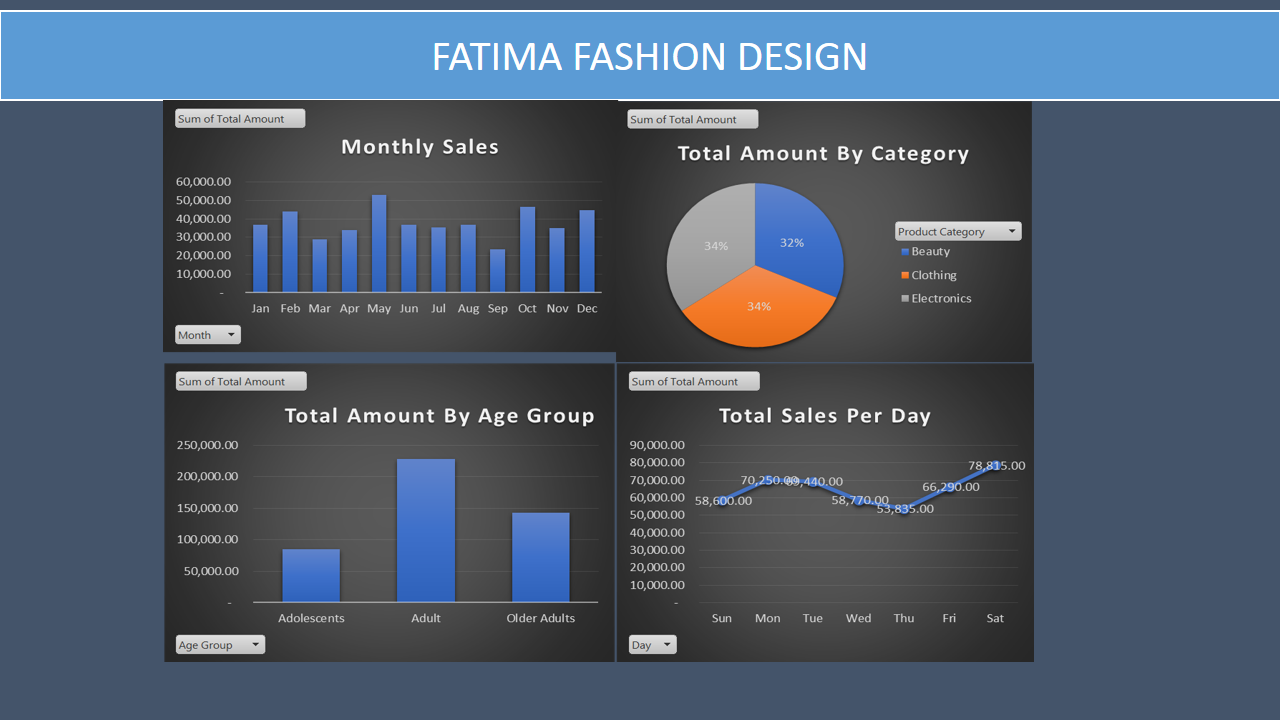 FATIMA FASHION DESIGN
Sum of Total Amount
Monthly Sales
60,000.00
50,000.00
40,000.00
30,000.00
20,000.00
10,000.00
-
Jan Feb Mar Apr May Jun Jul Aug Sep Oct Nov Dec
Month
Sum of Total Amount
Total Amount By Category
34% 32%
34%
Product Category
Beauty
Clothing
Electronics
Sum of Total Amount
Total Amount By Age Group
250,000.00
200,000.00
150,000.00
100,000.00
50,000.00
-
Adolescents Adult Older Adults
Age Group
Sum of Total Amount
Total Sales Per Day
90,000.00
80,000.00
70,000.00
60,000.00
50,000.00
40,000.00
30,000.00
20,000.00
10,000.00
-
58,600.00 70,250.00 69,440.00 58,770.00 53,835.00 66,290.00 78,815.00
Sun Mon Tue Wed Thu Fri Sat
Day